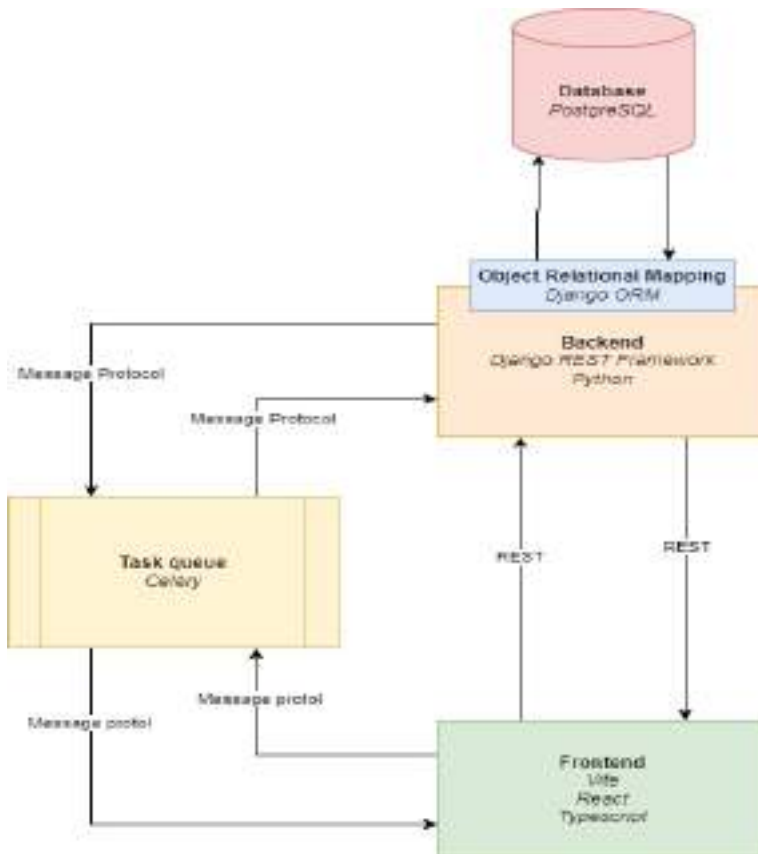 Database
PostgreSQL
Object Relational Mapping
Django ORM
Backend
Django REST Framework
Python
Message Protocol
Message Protocol
REST
REST
Task queue
Celery
Message protol
Message protol
Frontend
Vite
React
Typescript